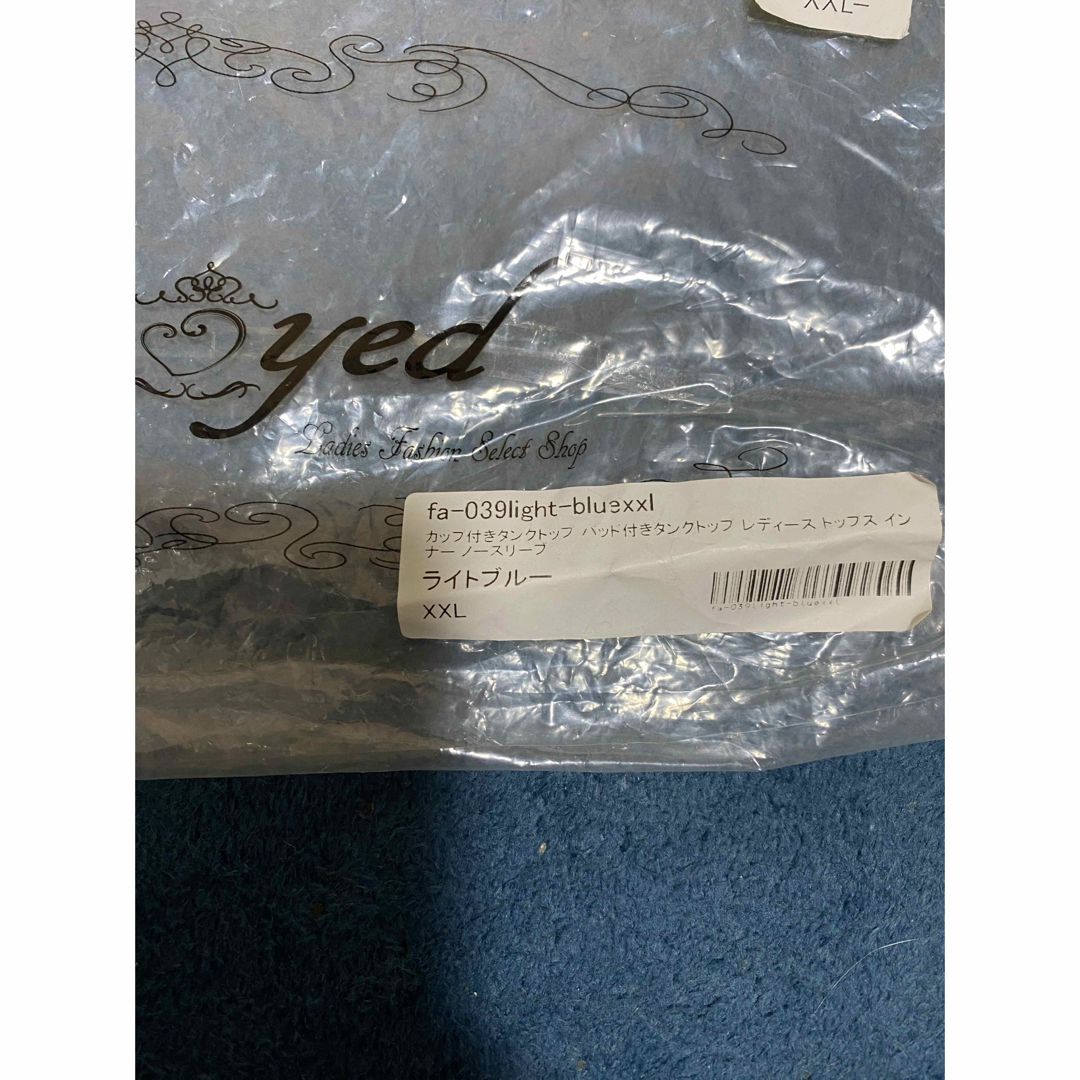 XXL-
yed
Ladies Fashion Select Shop
fa-039light-bluexxl
カップ付きタンクトップ パッド付きタンクトップ レディース トップス イン
ナー ノースリーブ
ライトブルー
XXL
fa-039light-bluexxl